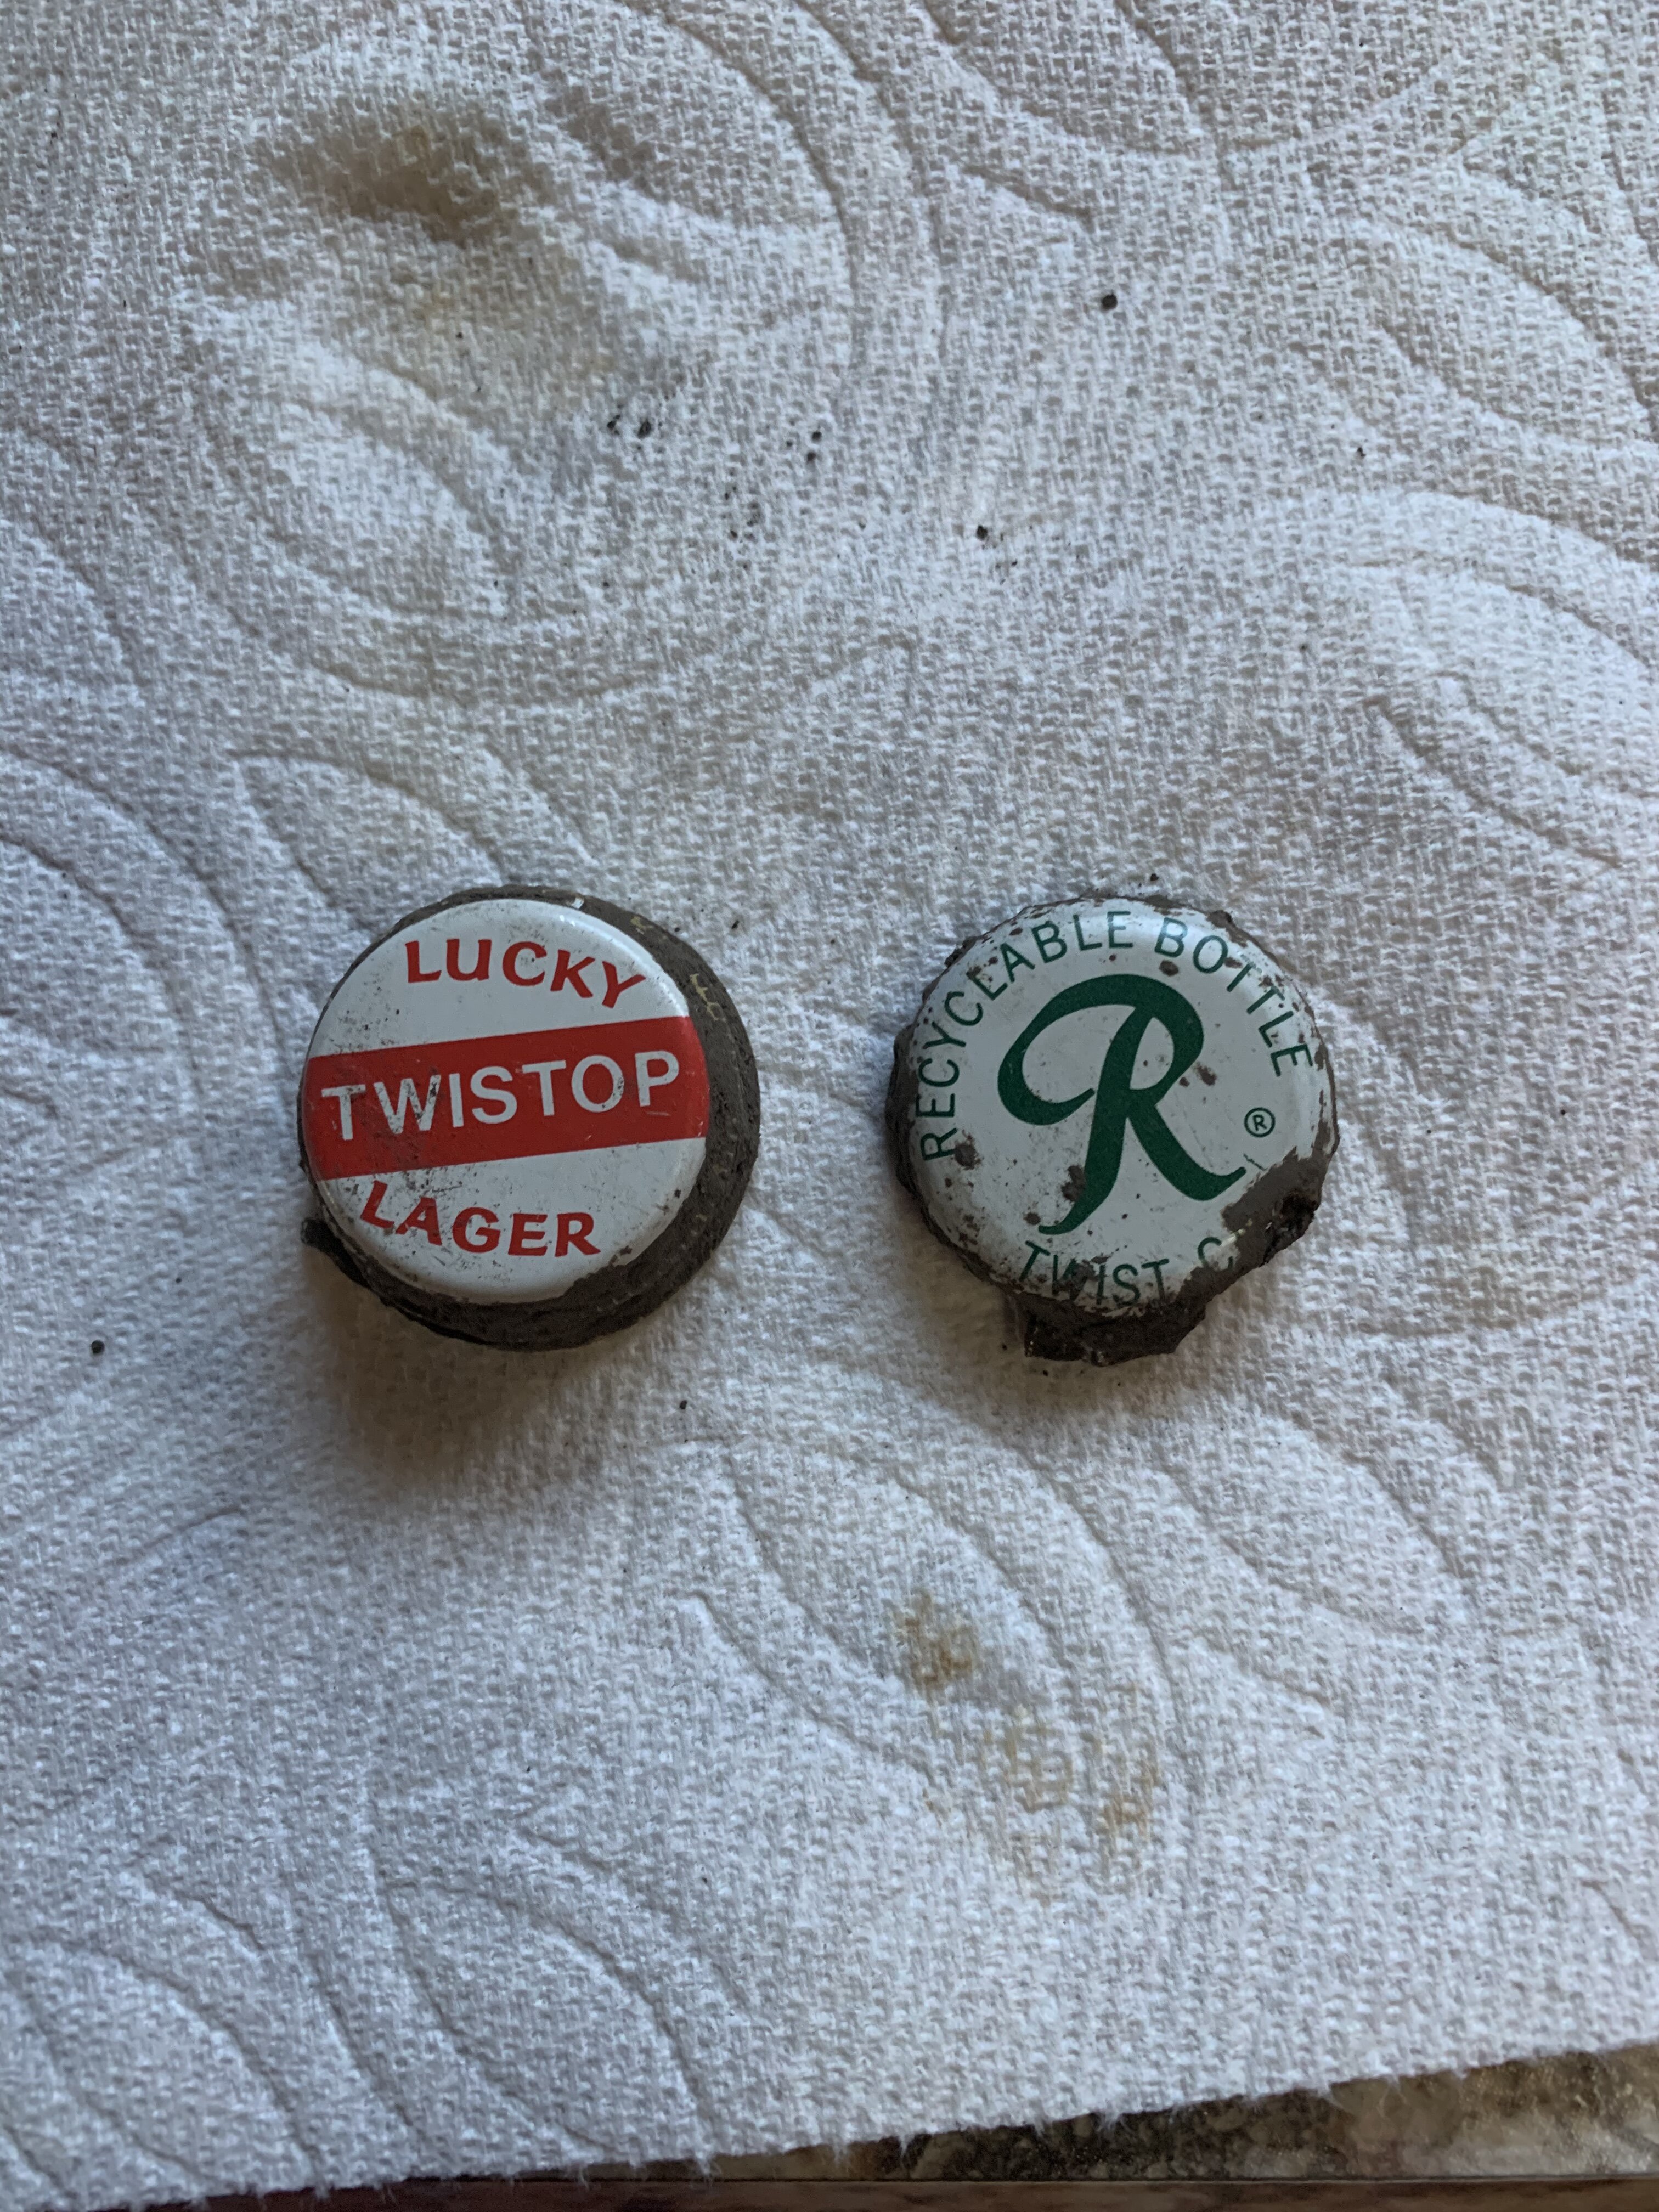 LUCKY
TWISTOP
LAGER
RECYCLABLE BOTTLE
R
®
TWIST